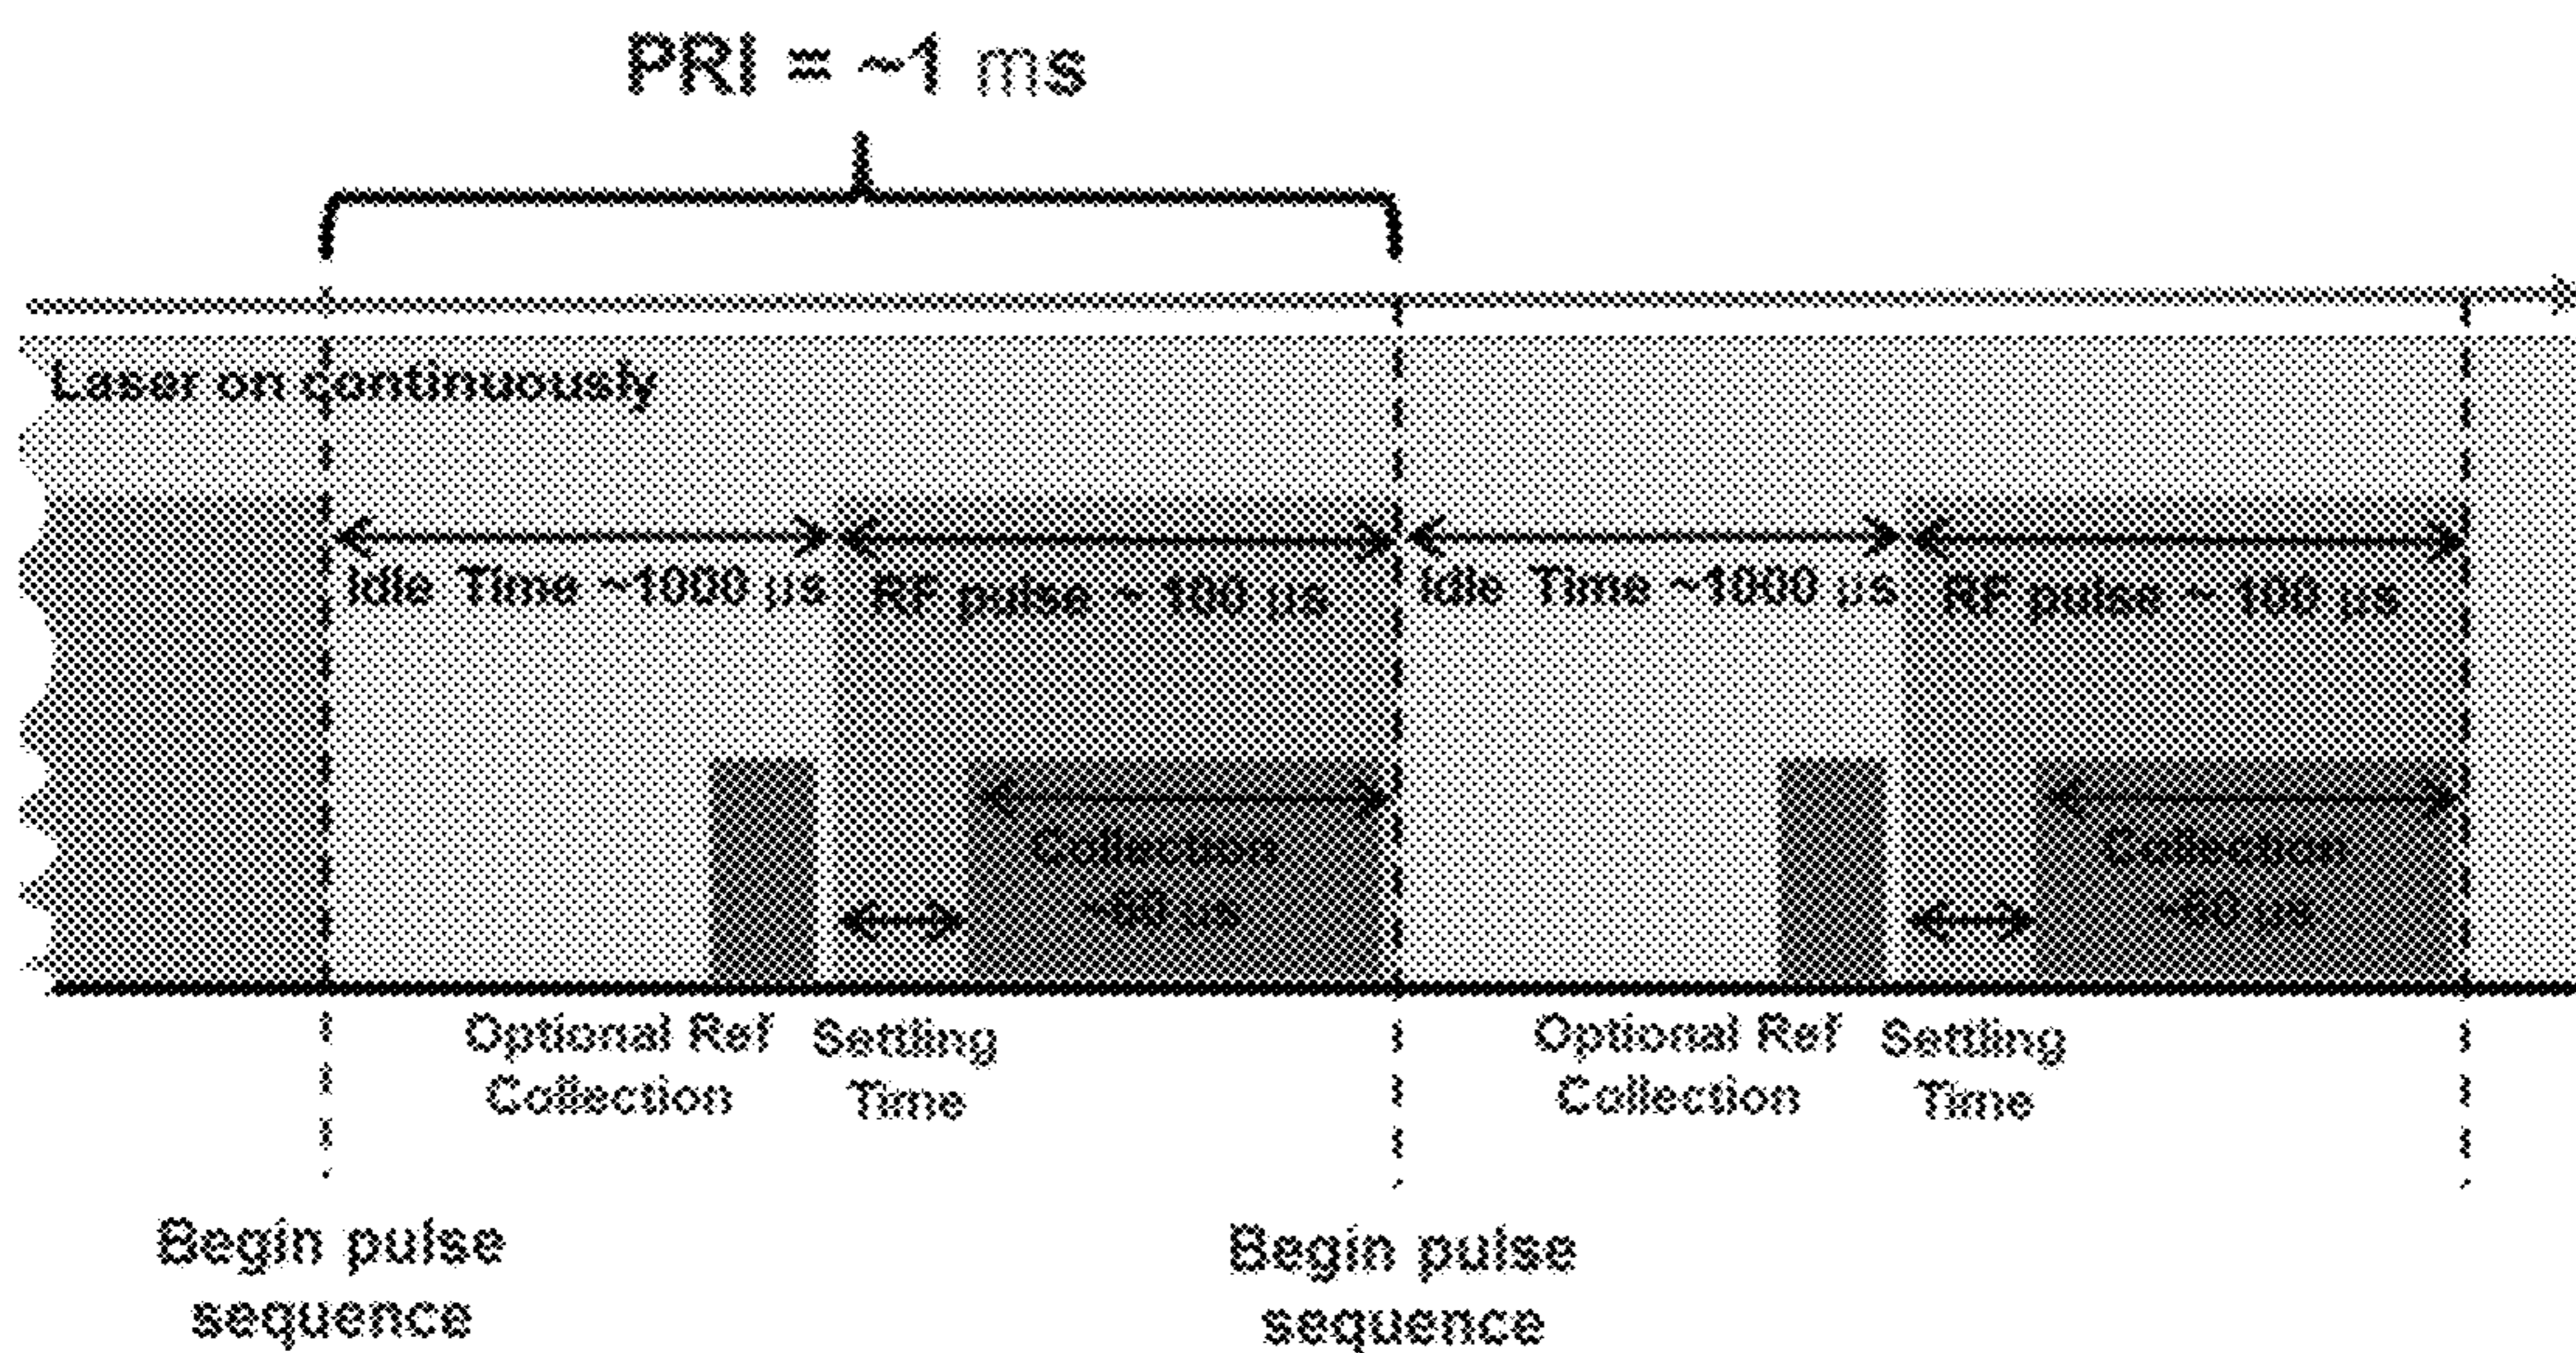 PRI = ~1 ms
Laser on continuously
Idle Time ~1000 µs
RF pulse ~ 100 µs
Idle Time ~1000 µs
RF pulse ~ 100 µs
Collection
µs
Collection
µs
Optional Ref
Collection
Settling
Time
Optional Ref
Collection
Settling
Time
Begin pulse
sequence
Begin pulse
sequence